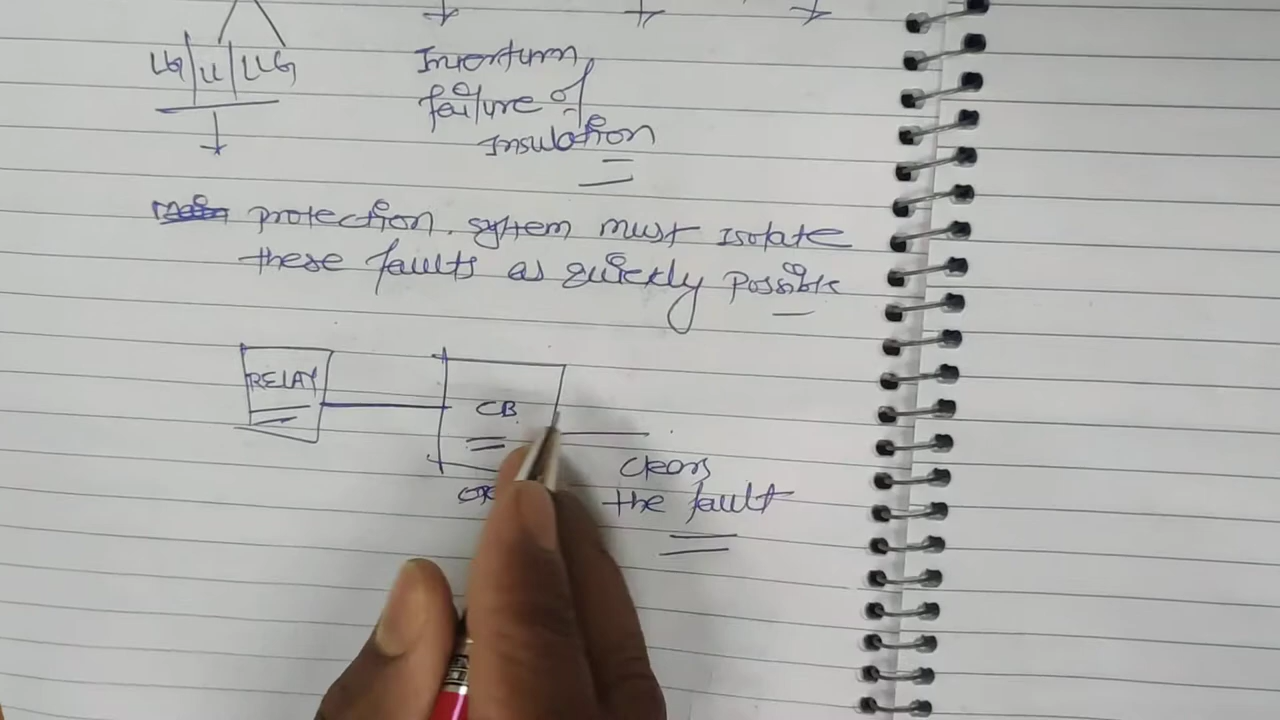 LG | LL | LLG
Interturn
failure of
Insulation
protection. system must Isolate
these faults as quickly possible
RELAY
CB
clears
the fault